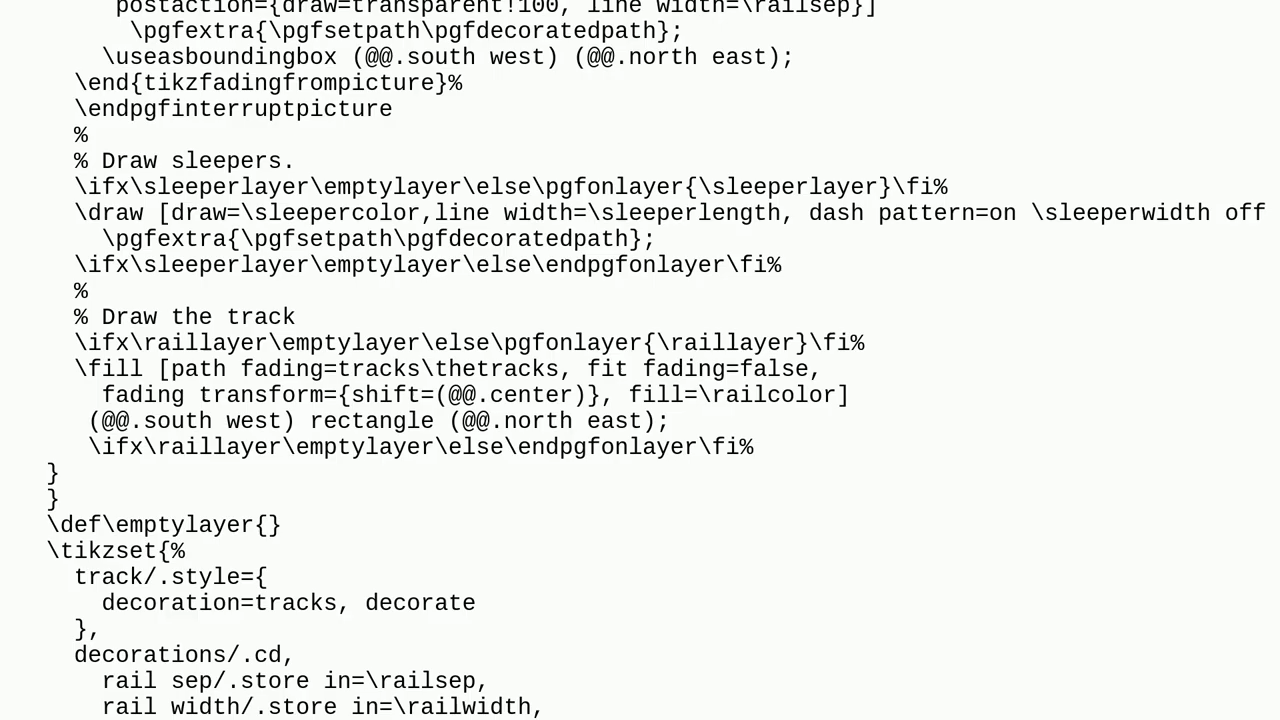 postaction={draw=transparent!100, line width=\railsep}]
\pgfextra{\pgfsetpath\pgfdecoratedpath};
\useasboundingbox (@@.south west) (@@.north east);
\end{tikzfadingfrompicture}%
\endpgfinterruptpicture
%
% Draw sleepers.
\ifx\sleeperlayer\emptylayer\else\pgfonlayer{\sleeperlayer}\fi%
\draw [draw=\sleepercolor,line width=\sleeperlength, dash pattern=on \sleeperwidth off
\pgfextra{\pgfsetpath\pgfdecoratedpath};
\ifx\sleeperlayer\emptylayer\else\endpgfonlayer\fi%
%
% Draw the track
\ifx\raillayer\emptylayer\else\pgfonlayer{\raillayer}\fi%
\fill [path fading=tracks\thetracks, fit fading=false,
fading transform={shift=(@@.center)}, fill=\railcolor]
(@@.south west) rectangle (@@.north east);
\ifx\raillayer\emptylayer\else\endpgfonlayer\fi%
}
}
\def\emptylayer{}
\tikzset{%
track/.style={
decoration=tracks, decorate
},
decorations/.cd,
rail sep/.store in=\railsep,
rail width/.store in=\railwidth,